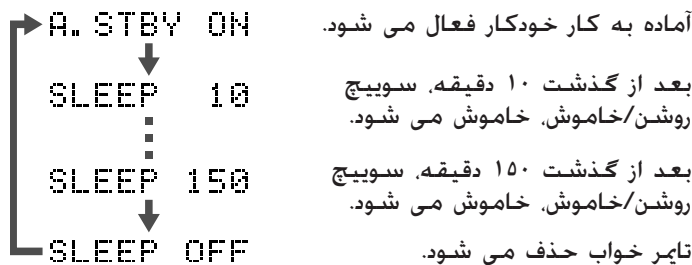 A. STBY ON آماده به کار خودکار فعال می شود.
SLEEP 10 بعد از گذشت ۱۰ دقیقه، سوییچ
روشن/خاموش، خاموش می شود.
SLEEP 150 بعد از گذشت ۱۵۰ دقیقه، سوییچ
روشن/خاموش، خاموش می شود.
SLEEP OFF تایمر خواب حذف می شود.